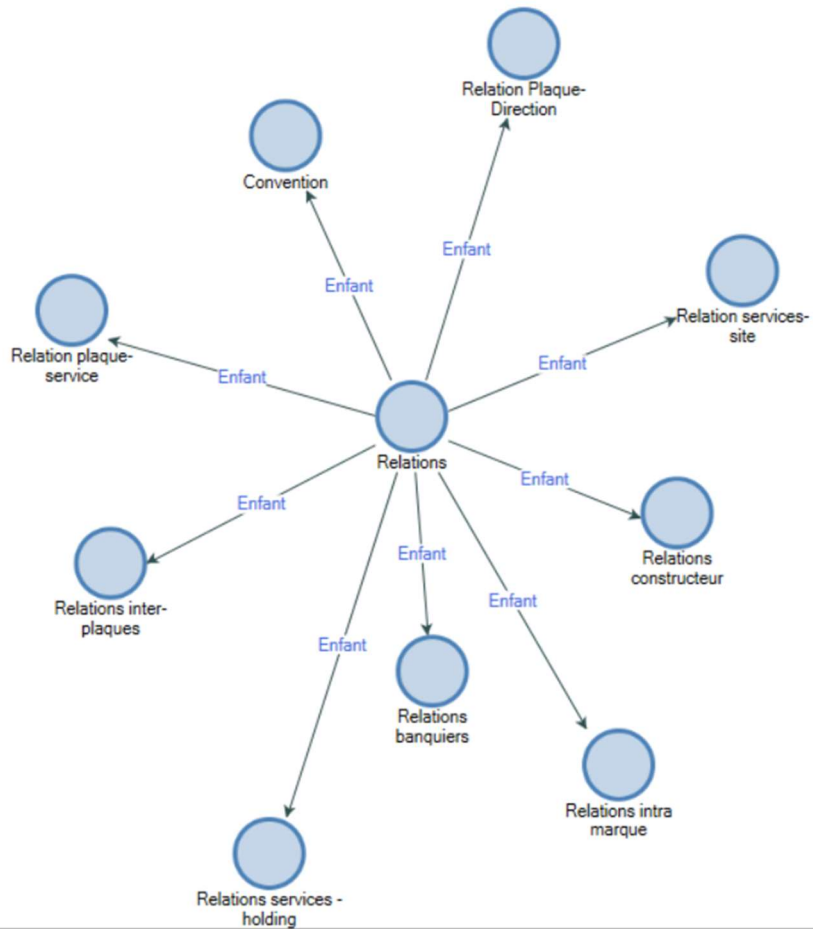 Relation Plaque-
Direction
Convention
Enfant
Enfant
Relation services-
site
Relation plaque-
service
Enfant
Enfant
Relations
Enfant
Enfant
Relations
constructeur
Enfant
Enfant
Relations inter-
plaques
Enfant
Relations
banquiers
Relations intra
marque
Relations services -
holding